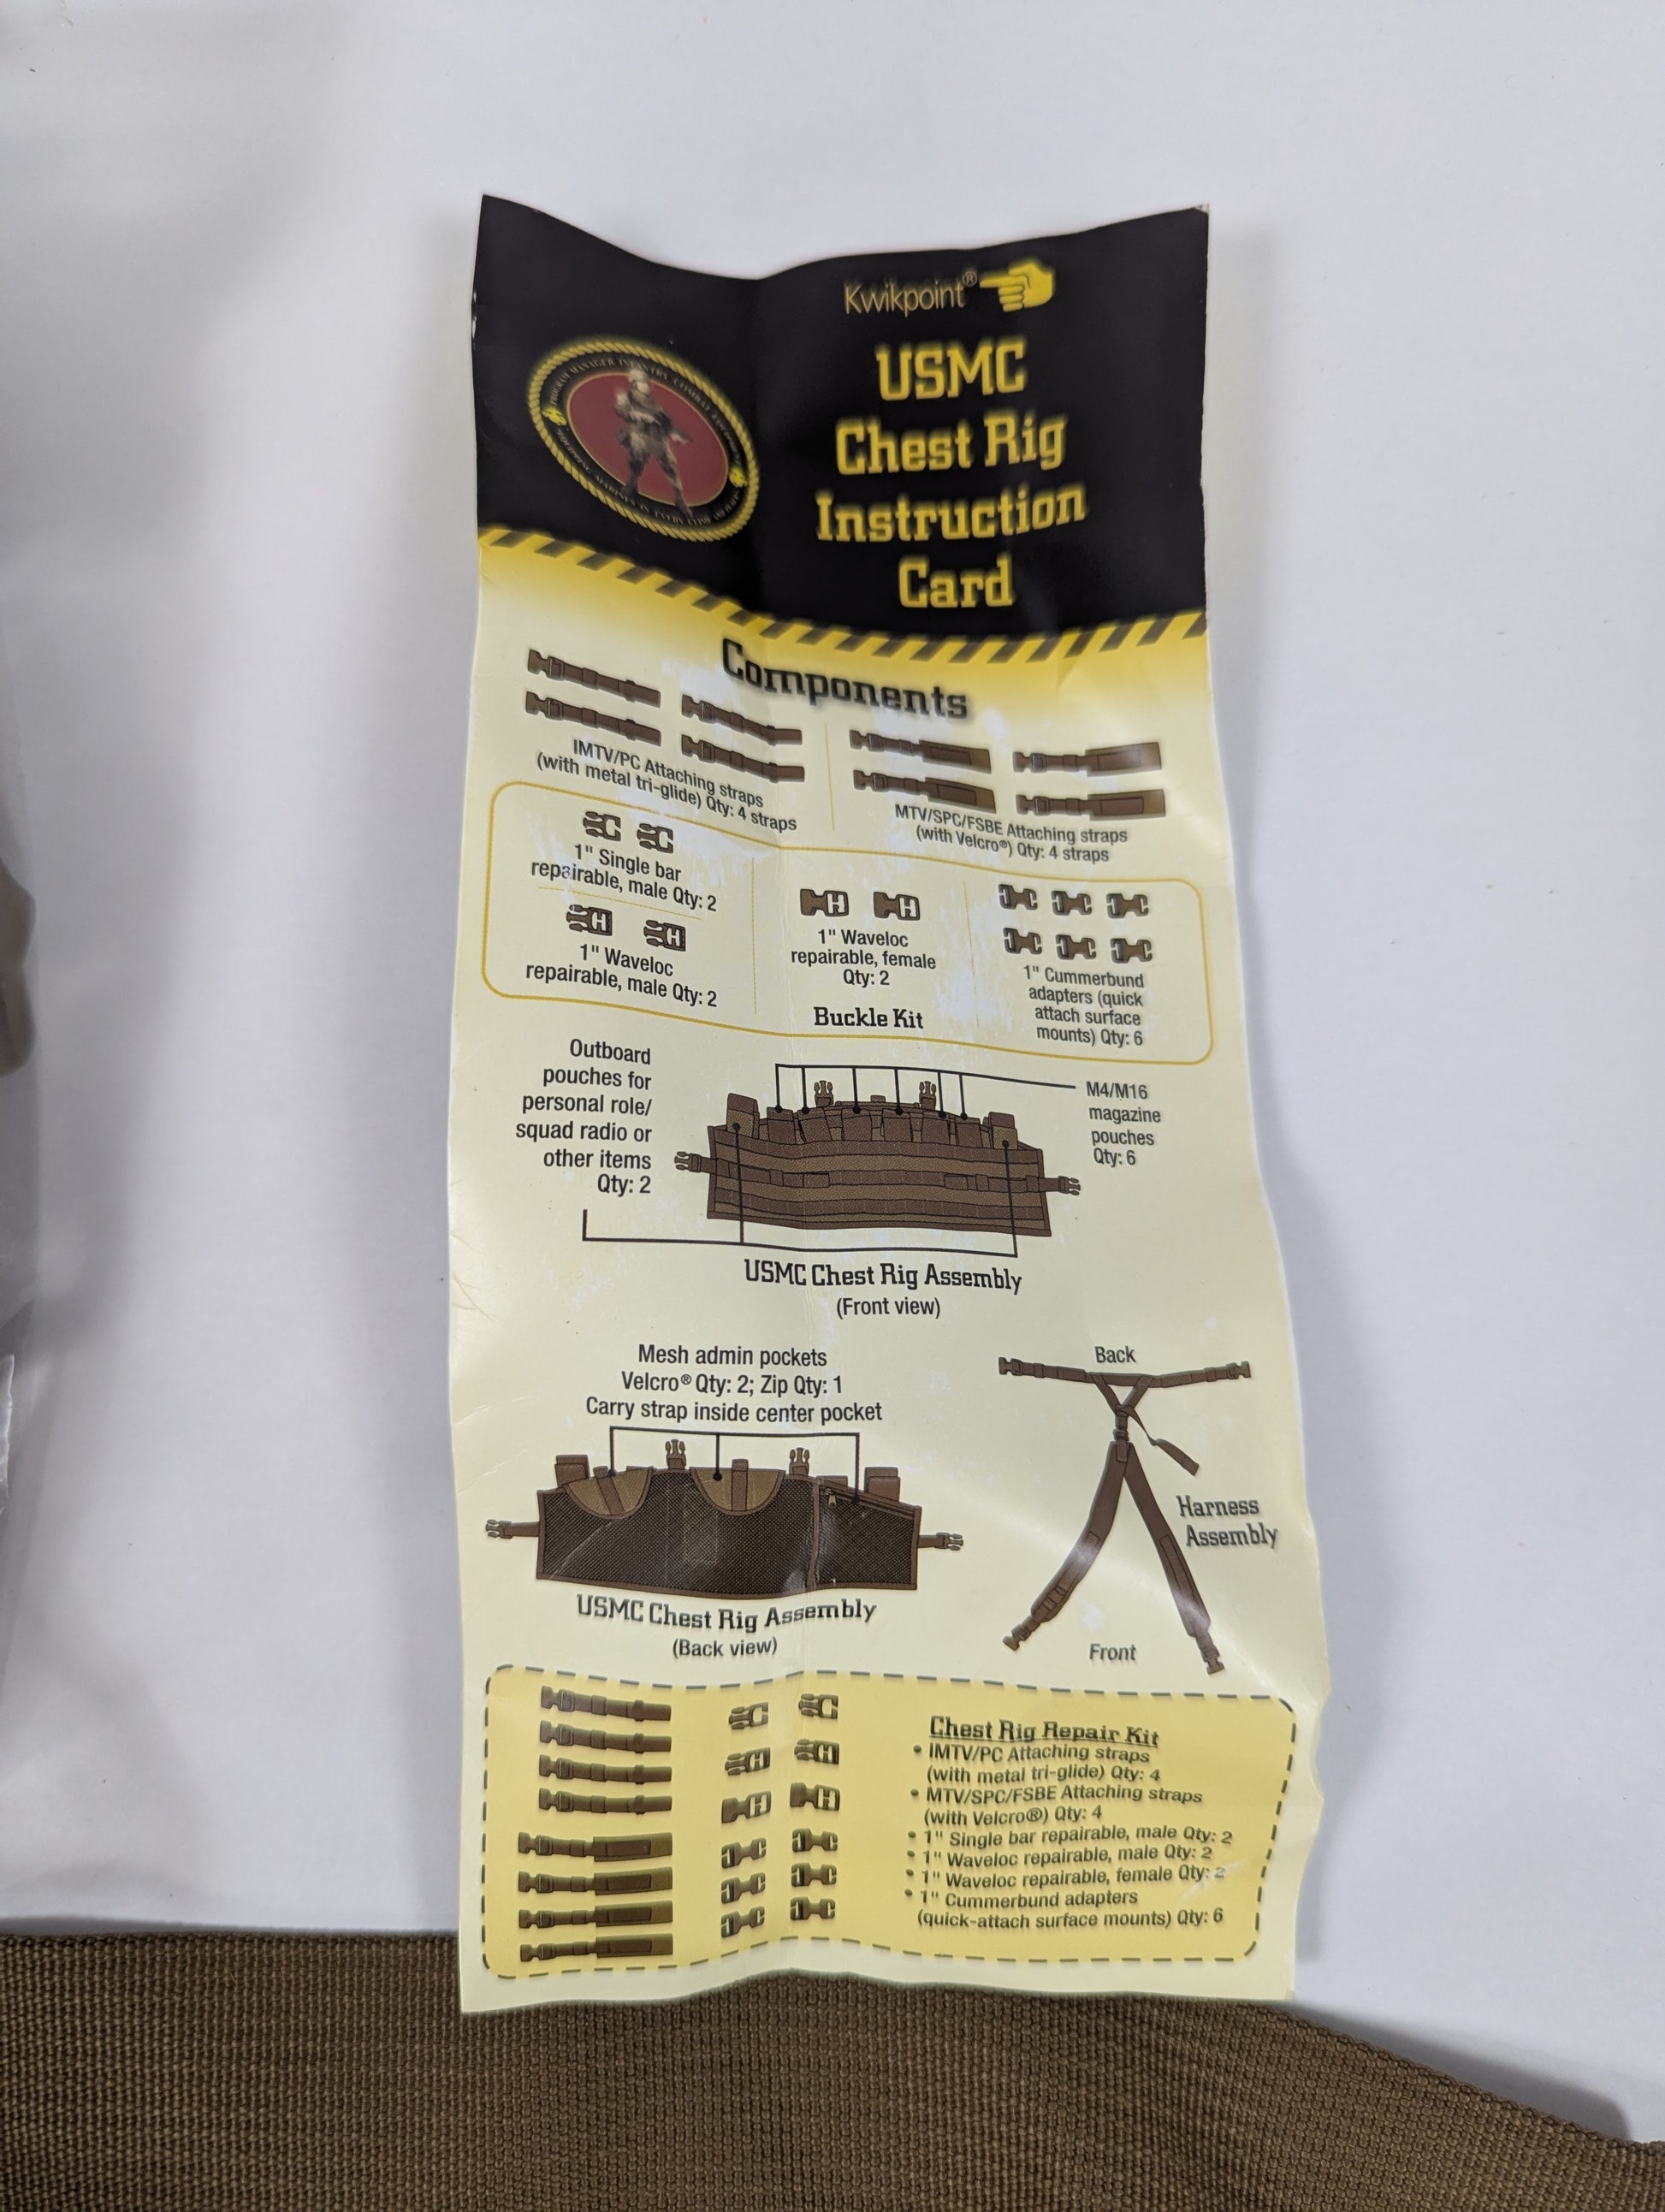 Kwikpoint®
USMC
Chest Rig
Instruction
Card
PROGRAM MANAGER INFANTRY COMBAT
MARINES IN EVERY CLIME
Components
IMTV/PC Attaching straps
(with metal tri-glide) Qty: 4 straps
MTV/SPC/FSBE Attaching straps
(with Velcro®) Qty: 4 straps
1" Single bar
repairable, male Qty: 2
1" Waveloc
repairable, male Qty: 2
1" Waveloc
repairable, female
Qty: 2
1" Cummerbund
adapters (quick
attach surface
mounts) Qty: 6
Buckle Kit
Outboard
pouches for
personal role/
squad radio or
other items
Qty: 2
M4/M16
magazine
pouches
Qty: 6
USMC Chest Rig Assembly
(Front view)
Mesh admin pockets
Velcro® Qty: 2; Zip Qty: 1
Carry strap inside center pocket
USMC Chest Rig Assembly
(Back view)
Back
Harness
Assembly
Front
Chest Rig Repair Kit
• IMTV/PC Attaching straps
(with metal tri-glide) Qty: 4
• MTV/SPC/FSBE Attaching straps
(with Velcro®) Qty: 4
• 1" Single bar repairable, male Qty: 2
• 1" Waveloc repairable, male Qty: 2
• 1" Waveloc repairable, female Qty: 2
• 1" Cummerbund adapters
(quick-attach surface mounts) Qty: 6